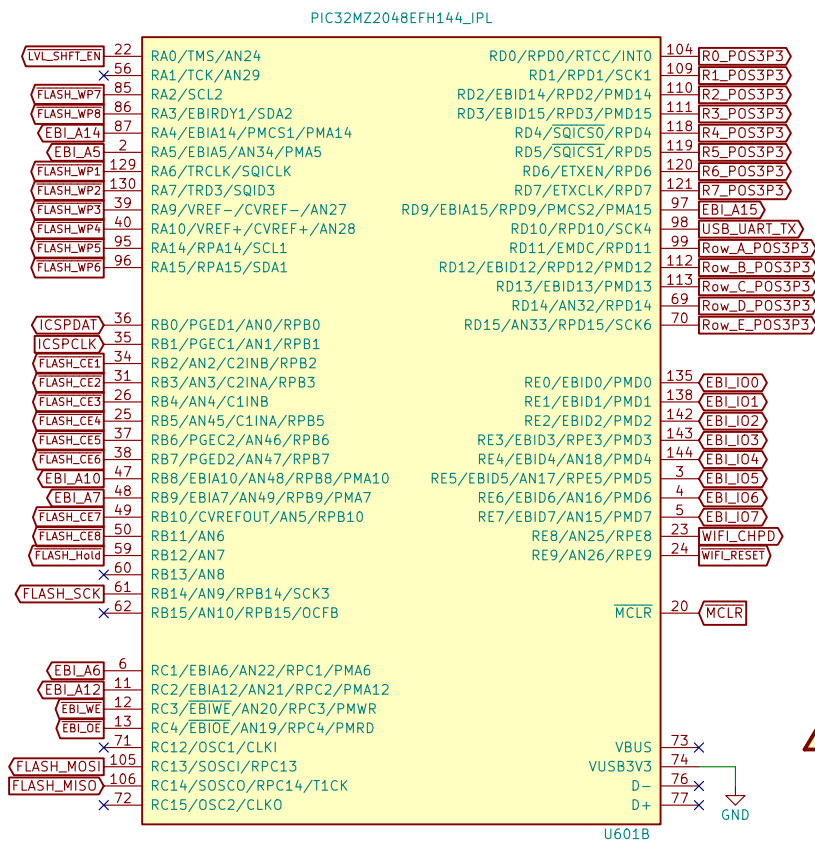 PIC32MZ2048EFH144_IPL
LVL_SHFT_EN 22 RA0/TMS/AN24 RD0/RPD0/RTCC/INT0 104 R0_POS3P3
56 RA1/TCK/AN29 RD1/RPD1/SCK1 109 R1_POS3P3
FLASH_WP7 85 RA2/SCL2 RD2/EBID14/RPD2/PMD14 110 R2_POS3P3
FLASH_WP8 86 RA3/EBIRDY1/SDA2 RD3/EBID15/RPD3/PMD15 111 R3_POS3P3
EBI_A14 87 RA4/EBIA14/PMCS1/PMA14 RD4/SQICS0/RPD4 118 R4_POS3P3
EBI_A5 2 RA5/EBIA5/AN34/PMA5 RD5/SQICS1/RPD5 119 R5_POS3P3
FLASH_WP1 129 RA6/TRCLK/SQICLK RD6/ETXEN/RPD6 120 R6_POS3P3
FLASH_WP2 130 RA7/TRD3/SQID3 RD7/ETXCLK/RPD7 121 R7_POS3P3
FLASH_WP3 39 RA9/VREF-/CVREF-/AN27 RD9/EBIA15/RPD9/PMCS2/PMA15 97 EBI_A15
FLASH_WP4 40 RA10/VREF+/CVREF+/AN28 RD10/RPD10/SCK4 98 USB_UART_TX
FLASH_WP5 95 RA14/RPA14/SCL1 RD11/EMDC/RPD11 99 Row_A_POS3P3
FLASH_WP6 96 RA15/RPA15/SDA1 RD12/EBID12/RPD12/PMD12 112 Row_B_POS3P3
RD13/EBID13/PMD13 113 Row_C_POS3P3
RD14/AN32/RPD14 69 Row_D_POS3P3
ICSPDAT 36 RB0/PGED1/AN0/RPB0 RD15/AN33/RPD15/SCK6 70 Row_E_POS3P3
ICSPCLK 35 RB1/PGEC1/AN1/RPB1
FLASH_CE1 34 RB2/AN2/C2INB/RPB2
FLASH_CE2 31 RB3/AN3/C2INA/RPB3 RE0/EBID0/PMD0 135 EBI_IO0
FLASH_CE3 26 RB4/AN4/C1INB RE1/EBID1/PMD1 138 EBI_IO1
FLASH_CE4 25 RB5/AN45/C1INA/RPB5 RE2/EBID2/PMD2 142 EBI_IO2
FLASH_CE5 37 RB6/PGEC2/AN46/RPB6 RE3/EBID3/RPE3/PMD3 143 EBI_IO3
FLASH_CE6 38 RB7/PGED2/AN47/RPB7 RE4/EBID4/AN18/PMD4 144 EBI_IO4
EBI_A10 47 RB8/EBIA10/AN48/RPB8/PMA10 RE5/EBID5/AN17/RPE5/PMD5 3 EBI_IO5
EBI_A7 48 RB9/EBIA7/AN49/RPB9/PMA7 RE6/EBID6/AN16/PMD6 4 EBI_IO6
FLASH_CE7 49 RB10/CVREFOUT/AN5/RPB10 RE7/EBID7/AN15/PMD7 5 EBI_IO7
FLASH_CE8 50 RB11/AN6 RE8/AN25/RPE8 23 WIFI_CHPD
FLASH_Hold 59 RB12/AN7 RE9/AN26/RPE9 24 WIFI_RESET
60 RB13/AN8
FLASH_SCK 61 RB14/AN9/RPB14/SCK3
62 RB15/AN10/RPB15/OCFB MCLR 20 MCLR
EBI_A6 6 RC1/EBIA6/AN22/RPC1/PMA6
EBI_A12 11 RC2/EBIA12/AN21/RPC2/PMA12
EBI_WE 12 RC3/EBIWE/AN20/RPC3/PMWR
EBI_OE 13 RC4/EBIOE/AN19/RPC4/PMRD
71 RC12/OSC1/CLKI VBUS 73
FLASH_MOSI 105 RC13/SOSCI/RPC13 VUSB3V3 74
FLASH_MISO 106 RC14/SOSCO/RPC14/T1CK D- 76
72 RC15/OSC2/CLKO D+ 77
GND
U601B